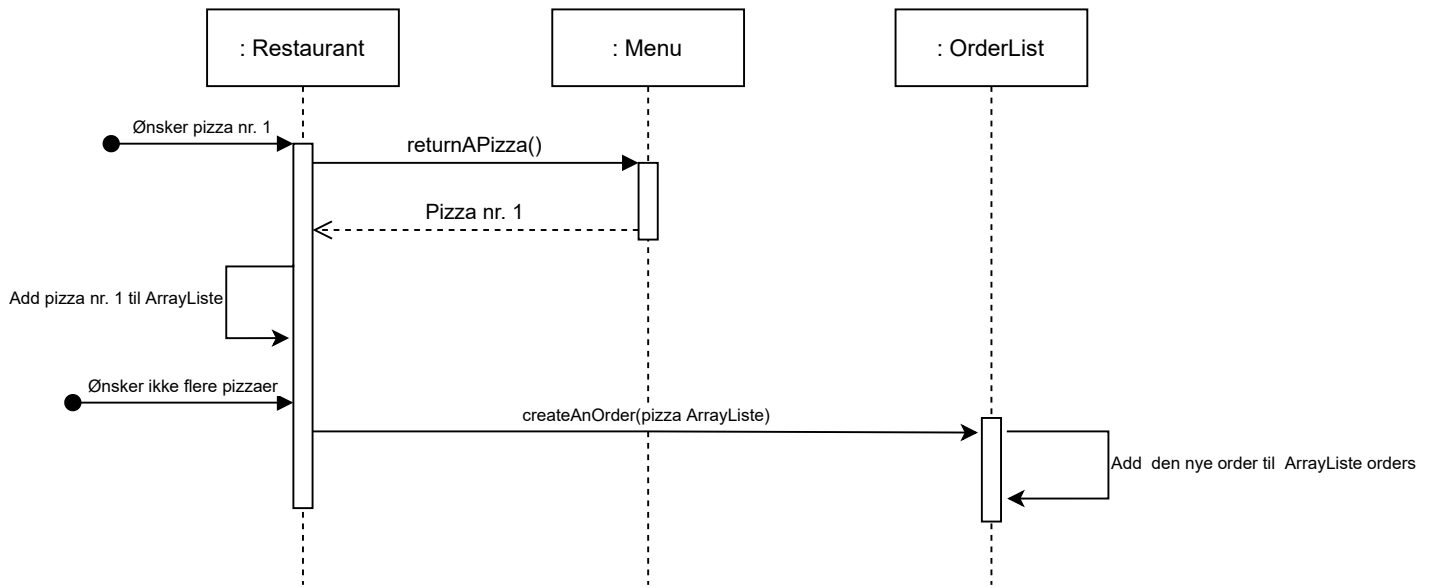 : Restaurant
: Menu
: OrderList
Ønsker pizza nr. 1
returnAPizza()
Pizza nr. 1
Add pizza nr. 1 til ArrayListe
Ønsker ikke flere pizzaer
createAnOrder(pizza ArrayListe)
Add  den nye order til  ArrayListe orders